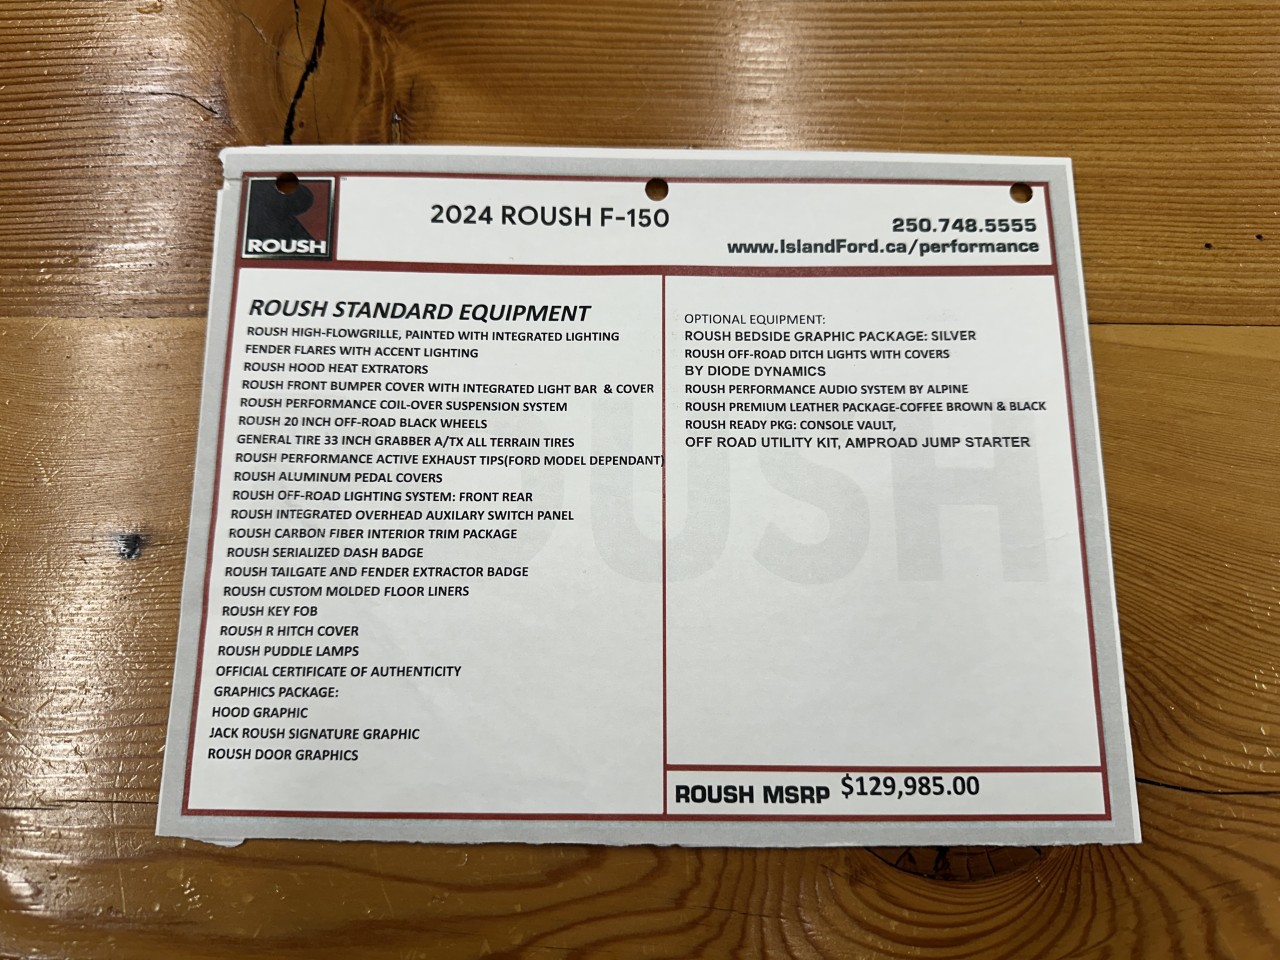 ROUSH
2024 ROUSH F-150
250.748.5555
www.IslandFord.ca/performance
ROUSH STANDARD EQUIPMENT
ROUSH HIGH-FLOWGRILLE, PAINTED WITH INTEGRATED LIGHTING
FENDER FLARES WITH ACCENT LIGHTING
ROUSH HOOD HEAT EXTRATORS
ROUSH FRONT BUMPER COVER WITH INTEGRATED LIGHT BAR & COVER
ROUSH PERFORMANCE COIL-OVER SUSPENSION SYSTEM
ROUSH 20 INCH OFF-ROAD BLACK WHEELS
GENERAL TIRE 33 INCH GRABBER A/TX ALL TERRAIN TIRES
ROUSH PERFORMANCE ACTIVE EXHAUST TIPS(FORD MODEL DEPENDANT)
ROUSH ALUMINUM PEDAL COVERS
ROUSH OFF-ROAD LIGHTING SYSTEM: FRONT REAR
ROUSH INTEGRATED OVERHEAD AUXILARY SWITCH PANEL
ROUSH CARBON FIBER INTERIOR TRIM PACKAGE
ROUSH SERIALIZED DASH BADGE
ROUSH TAILGATE AND FENDER EXTRACTOR BADGE
ROUSH CUSTOM MOLDED FLOOR LINERS
ROUSH KEY FOB
ROUSH R HITCH COVER
ROUSH PUDDLE LAMPS
OFFICIAL CERTIFICATE OF AUTHENTICITY
GRAPHICS PACKAGE:
HOOD GRAPHIC
JACK ROUSH SIGNATURE GRAPHIC
ROUSH DOOR GRAPHICS
OPTIONAL EQUIPMENT:
ROUSH BEDSIDE GRAPHIC PACKAGE: SILVER
ROUSH OFF-ROAD DITCH LIGHTS WITH COVERS
BY DIODE DYNAMICS
ROUSH PERFORMANCE AUDIO SYSTEM BY ALPINE
ROUSH PREMIUM LEATHER PACKAGE-COFFEE BROWN & BLACK
ROUSH READY PKG: CONSOLE VAULT,
OFF ROAD UTILITY KIT, AMPROAD JUMP STARTER
ROUSH MSRP $129,985.00